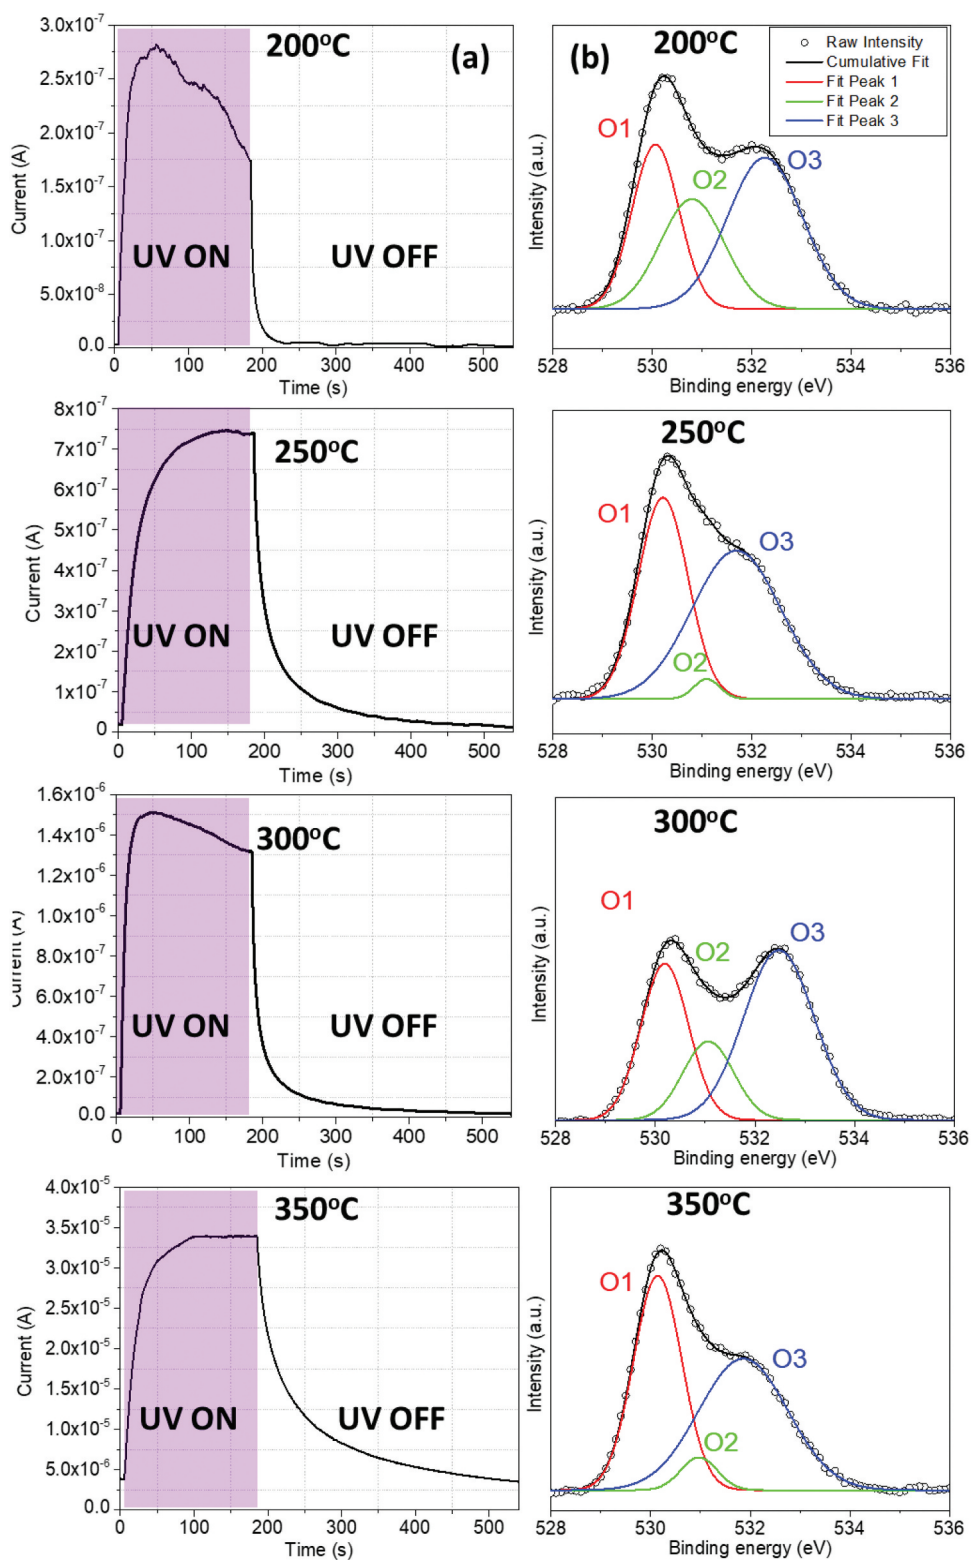 200ᵒC
(a)
3.0x10⁻⁷
2.5x10⁻⁷
2.0x10⁻⁷
1.5x10⁻⁷
1.0x10⁻⁷
5.0x10⁻⁸
0.0
Current (A)
UV ON
UV OFF
0 100 200 300 400 500
Time (s)
(b)
200ᵒC
Raw Intensity
Cumulative Fit
Fit Peak 1
Fit Peak 2
Fit Peak 3
O1
O2
O3
Intensity (a.u.)
528 530 532 534 536
Binding energy (eV)
250ᵒC
8x10⁻⁷
7x10⁻⁷
6x10⁻⁷
5x10⁻⁷
4x10⁻⁷
3x10⁻⁷
2x10⁻⁷
1x10⁻⁷
0
Current (A)
UV ON
UV OFF
0 100 200 300 400 500
Time (s)
250ᵒC
O1
O3
O2
Intensity (a.u.)
528 530 532 534 536
Binding energy (eV)
300ᵒC
1.6x10⁻⁶
1.4x10⁻⁶
1.2x10⁻⁶
1.0x10⁻⁶
8.0x10⁻⁷
6.0x10⁻⁷
4.0x10⁻⁷
2.0x10⁻⁷
0.0
Current (A)
UV ON
UV OFF
0 100 200 300 400 500
Time (s)
300ᵒC
O1
O2
O3
Intensity (a.u.)
528 530 532 534 536
Binding energy (eV)
350ᵒC
4.0x10⁻⁵
3.5x10⁻⁵
3.0x10⁻⁵
2.5x10⁻⁵
2.0x10⁻⁵
1.5x10⁻⁵
1.0x10⁻⁵
5.0x10⁻⁶
0.0
Current (A)
UV ON
UV OFF
0 100 200 300 400 500
Time (s)
350ᵒC
O1
O3
O2
Intensity (a.u.)
528 530 532 534 536
Binding energy (eV)